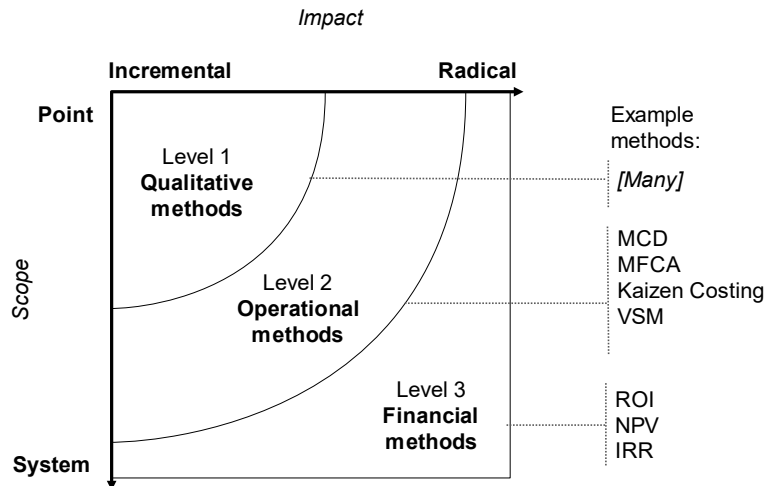 Impact
Incremental
Radical
Point
Example
methods:
Level 1
Qualitative
methods
[Many]
MCD
MFCA
Kaizen Costing
VSM
Scope
Level 2
Operational
methods
Level 3
Financial
methods
ROI
NPV
IRR
System